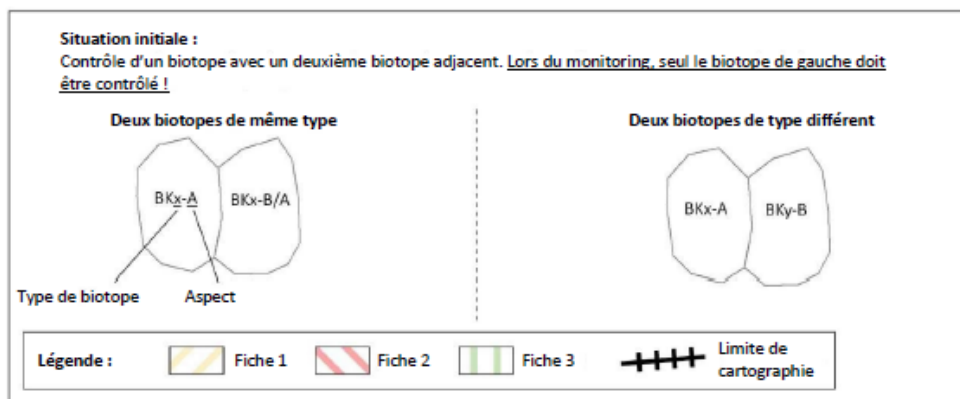 Situation initiale :
Contrôle d'un biotope avec un deuxième biotope adjacent. Lors du monitoring, seul le biotope de gauche doit
être contrôlé !
Deux biotopes de même type
Deux biotopes de type différent
BKx-A
BKx-B/A
BKx-A
BKy-B
Type de biotope
Aspect
Légende :
Fiche 1
Fiche 2
Fiche 3
Limite de
cartographie